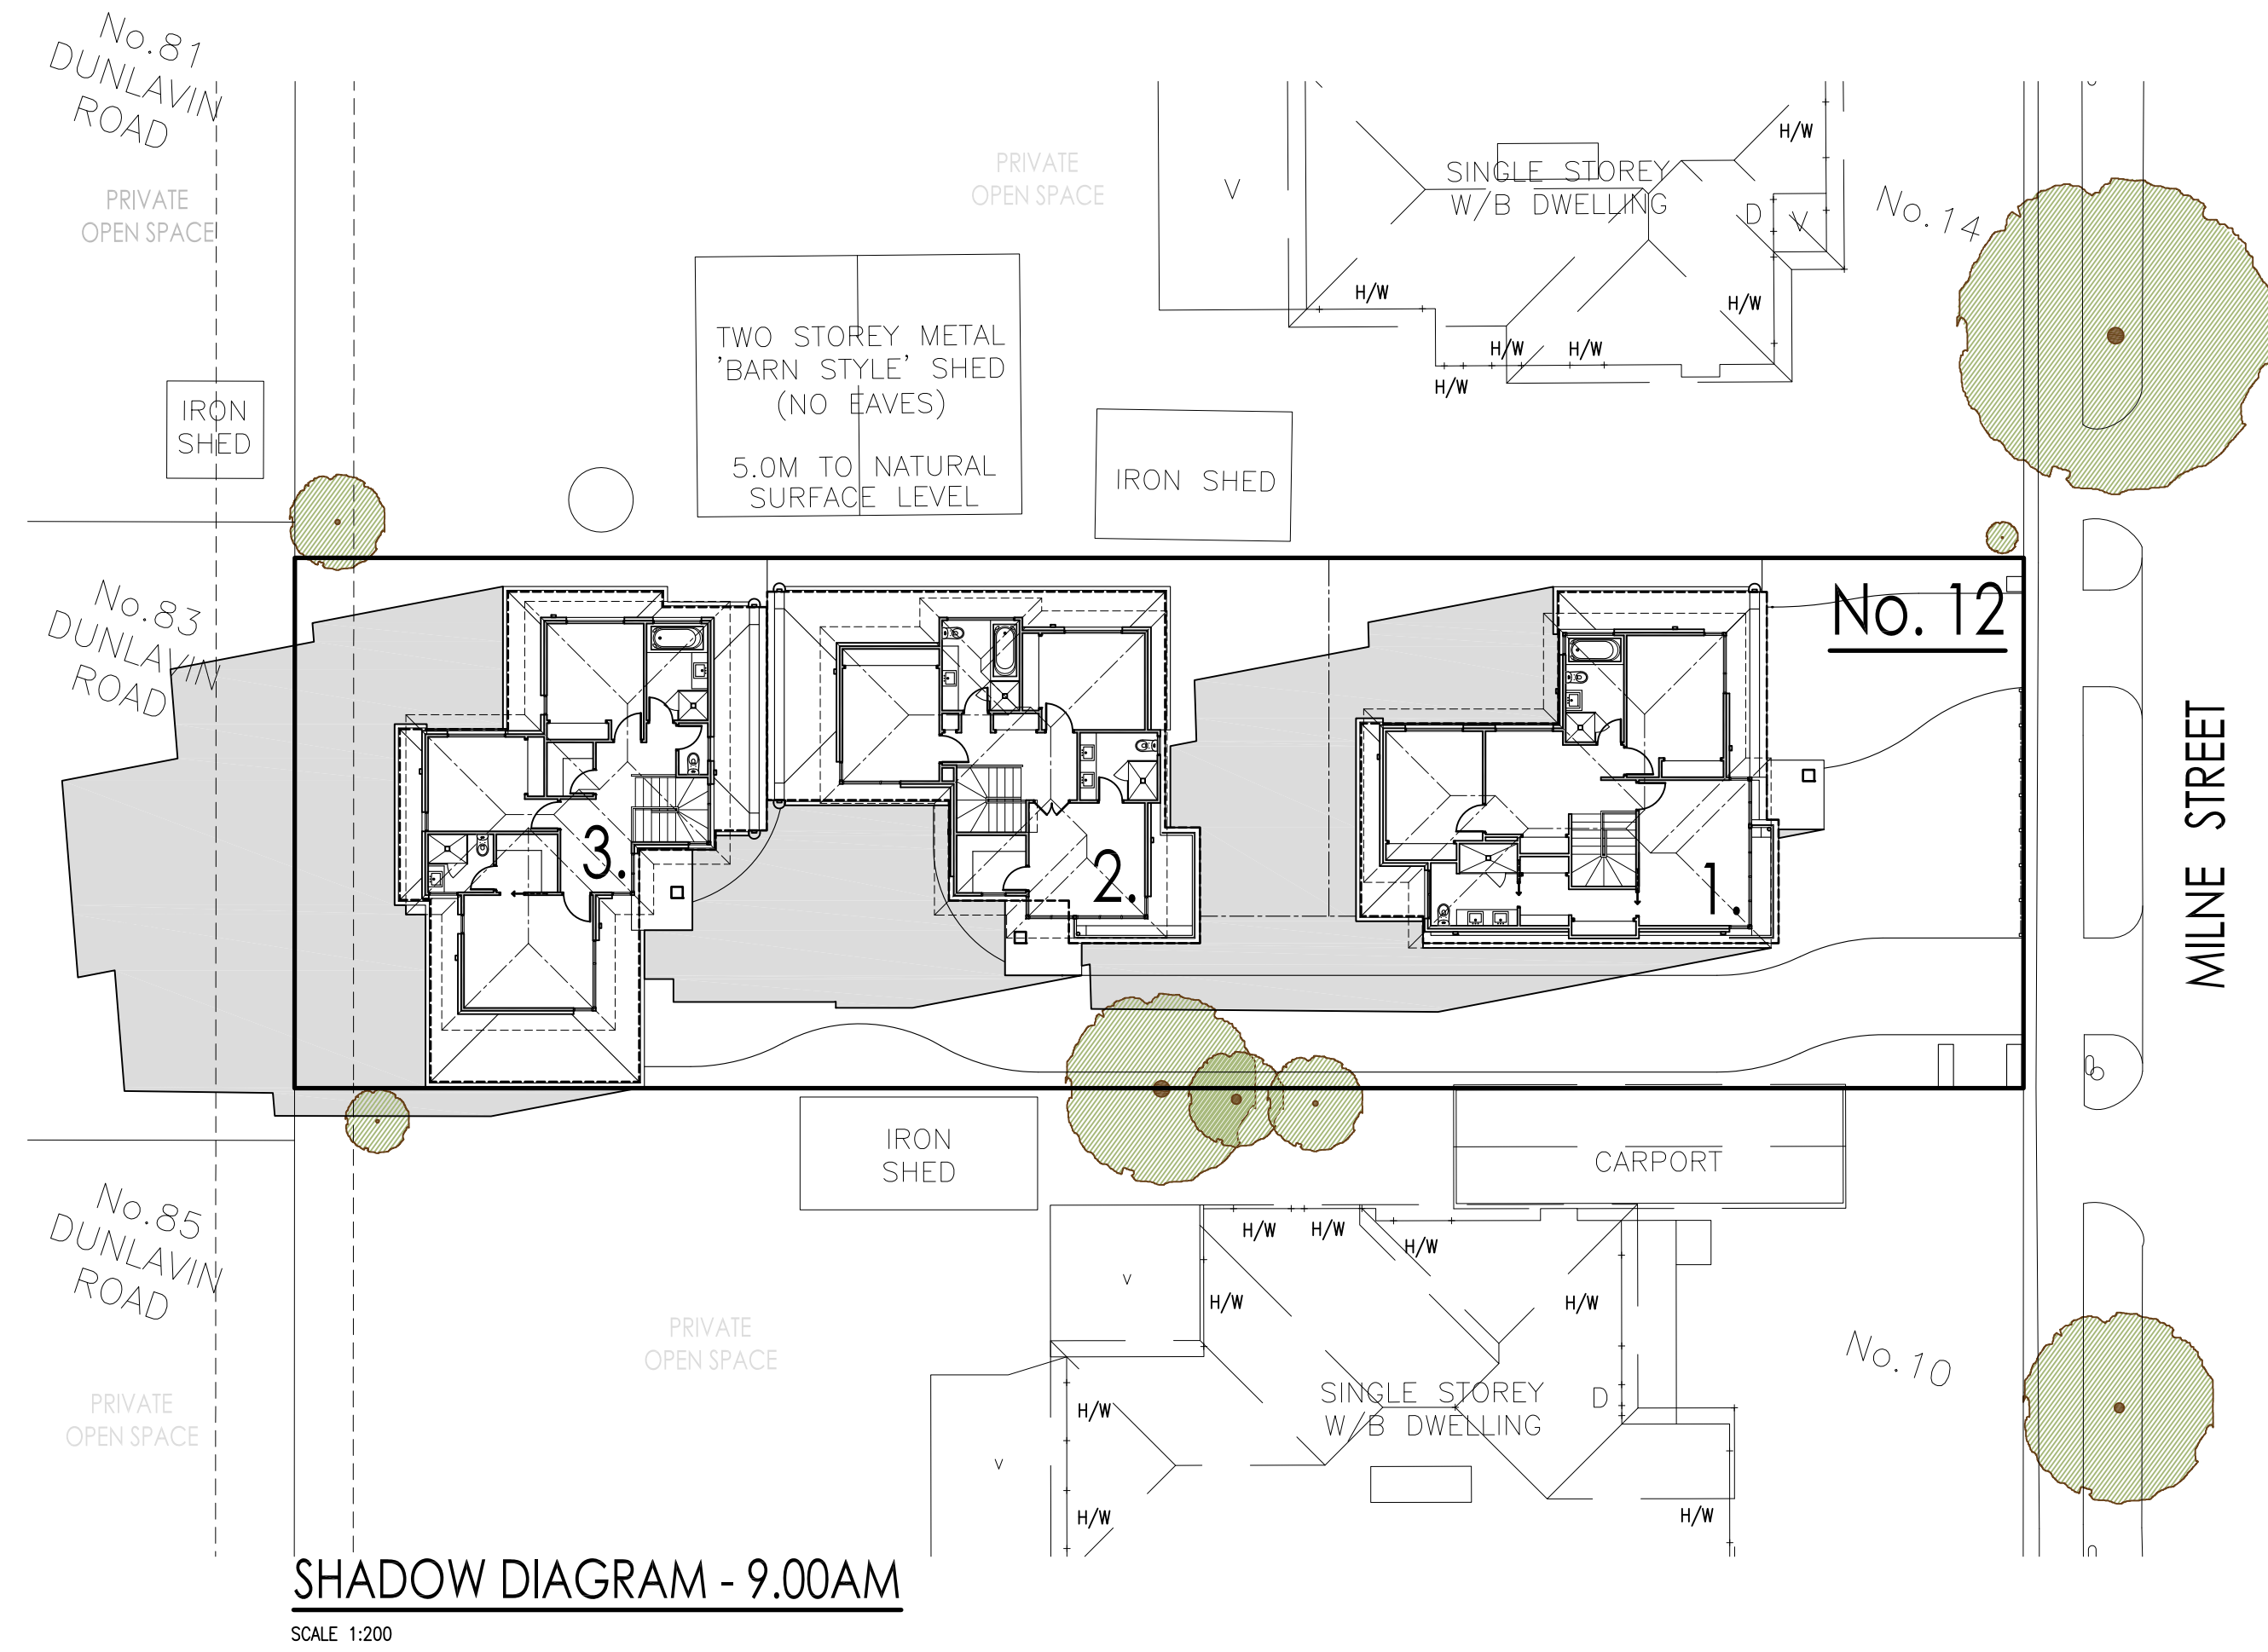 No.81
DUNLAVIN
ROAD
PRIVATE
OPEN SPACE
PRIVATE
OPEN SPACE
V
SINGLE STOREY
W/B DWELLING
H/W
D
V
No.14
H/W
H/W
H/W
H/W
H/W
TWO STOREY METAL
'BARN STYLE' SHED
(NO EAVES)
5.0M TO NATURAL
SURFACE LEVEL
IRON
SHED
IRON SHED
No.83
DUNLAVIN
ROAD
No. 12
3.
2.
1.
MILNE STREET
IRON
SHED
CARPORT
No.85
DUNLAVIN
ROAD
H/W
H/W
H/W
V
H/W
H/W
PRIVATE
OPEN SPACE
No.10
PRIVATE
OPEN SPACE
SINGLE STOREY
W/B DWELLING
D
H/W
V
H/W
H/W
SHADOW DIAGRAM - 9.00AM
SCALE 1:200